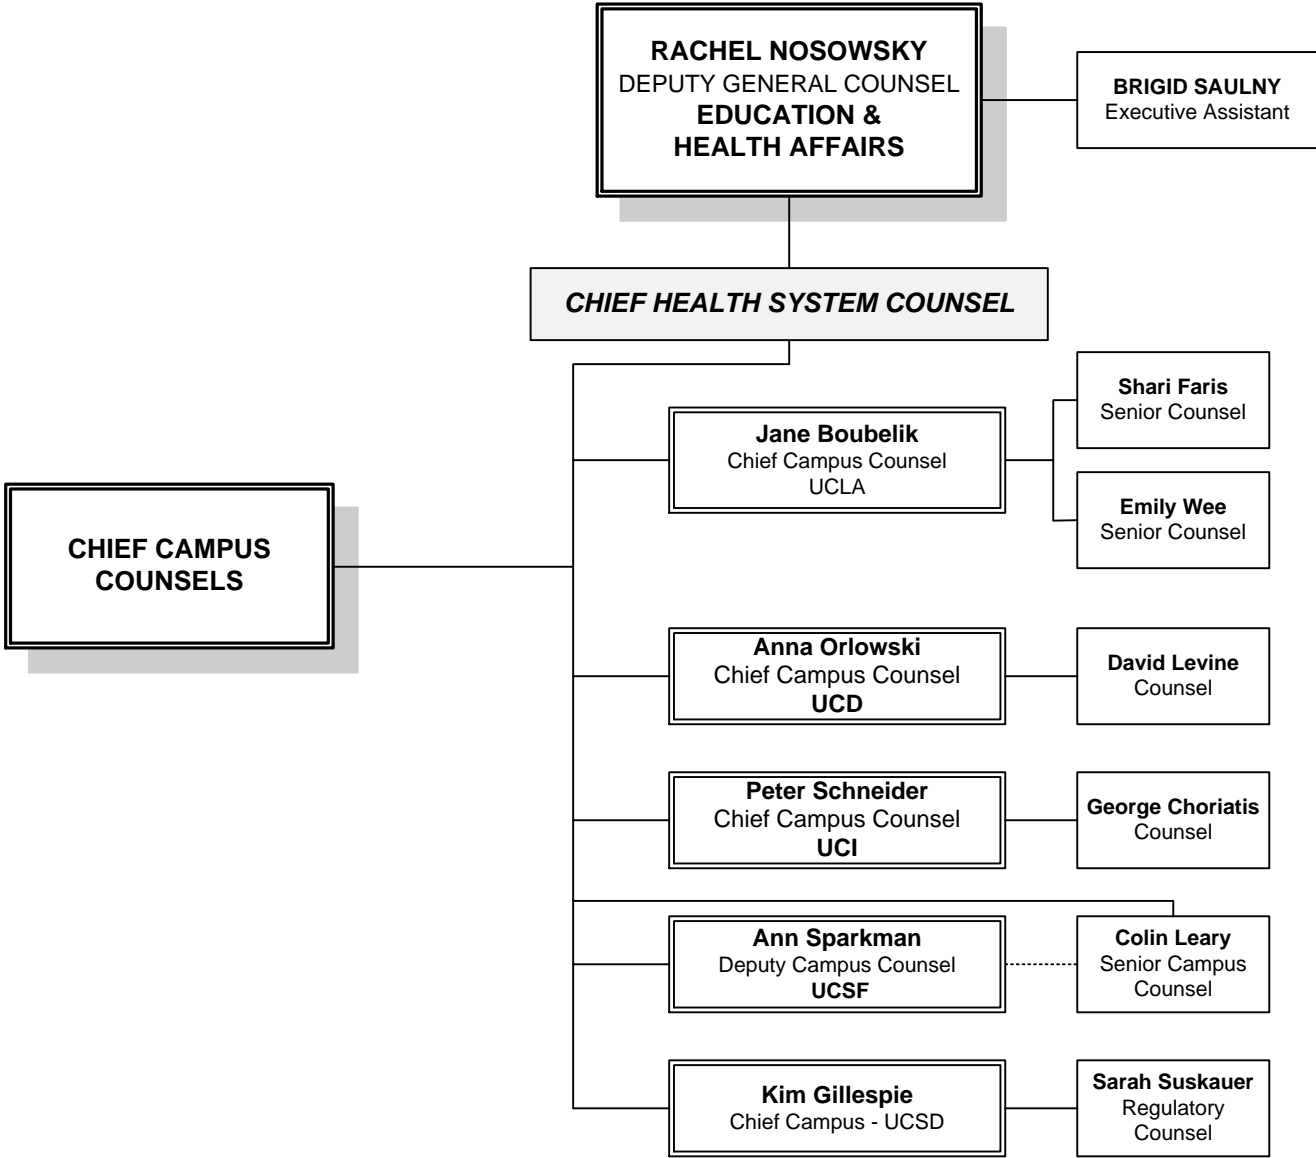 RACHEL NOSOWSKY
DEPUTY GENERAL COUNSEL
EDUCATION &
HEALTH AFFAIRS
BRIGID SAULNY
Executive Assistant
CHIEF HEALTH SYSTEM COUNSEL
CHIEF CAMPUS
COUNSELS
Jane Boubelik
Chief Campus Counsel
UCLA
Shari Faris
Senior Counsel
Emily Wee
Senior Counsel
Anna Orlowski
Chief Campus Counsel
UCD
David Levine
Counsel
Peter Schneider
Chief Campus Counsel
UCI
George Choriatis
Counsel
Ann Sparkman
Deputy Campus Counsel
UCSF
Colin Leary
Senior Campus
Counsel
Kim Gillespie
Chief Campus - UCSD
Sarah Suskauer
Regulatory
Counsel